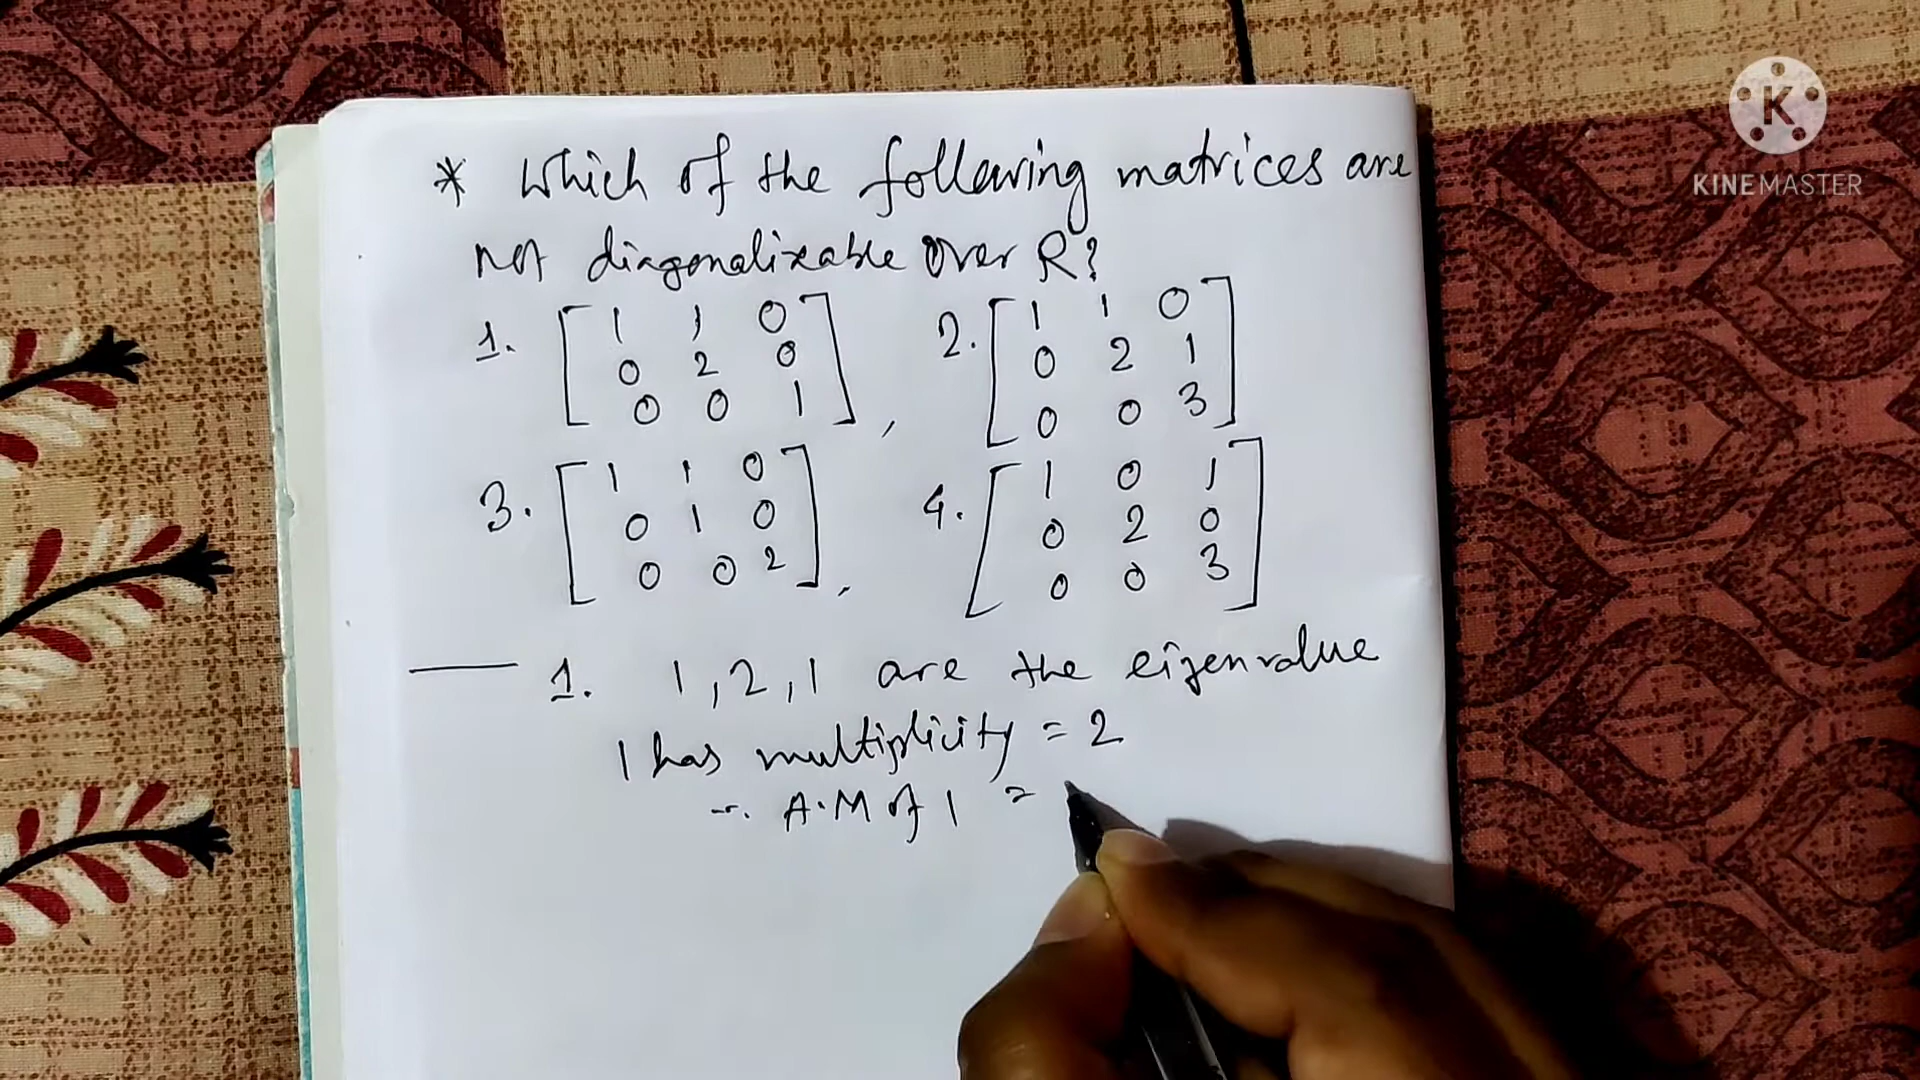 * Which of the following matrices are
not diagonalizable over R?
1. [ 1 1 0
0 2 0
0 0 1 ] ,
2. [ 1 1 0
0 2 1
0 0 3 ]
3. [ 1 1 0
0 1 0
0 0 2 ] ,
4. [ 1 0 1
0 2 0
0 0 3 ]
1. 1, 2, 1 are the eigenvalue
1 has multiplicity = 2
∴ A.M of 1 =
K
KINEMASTER